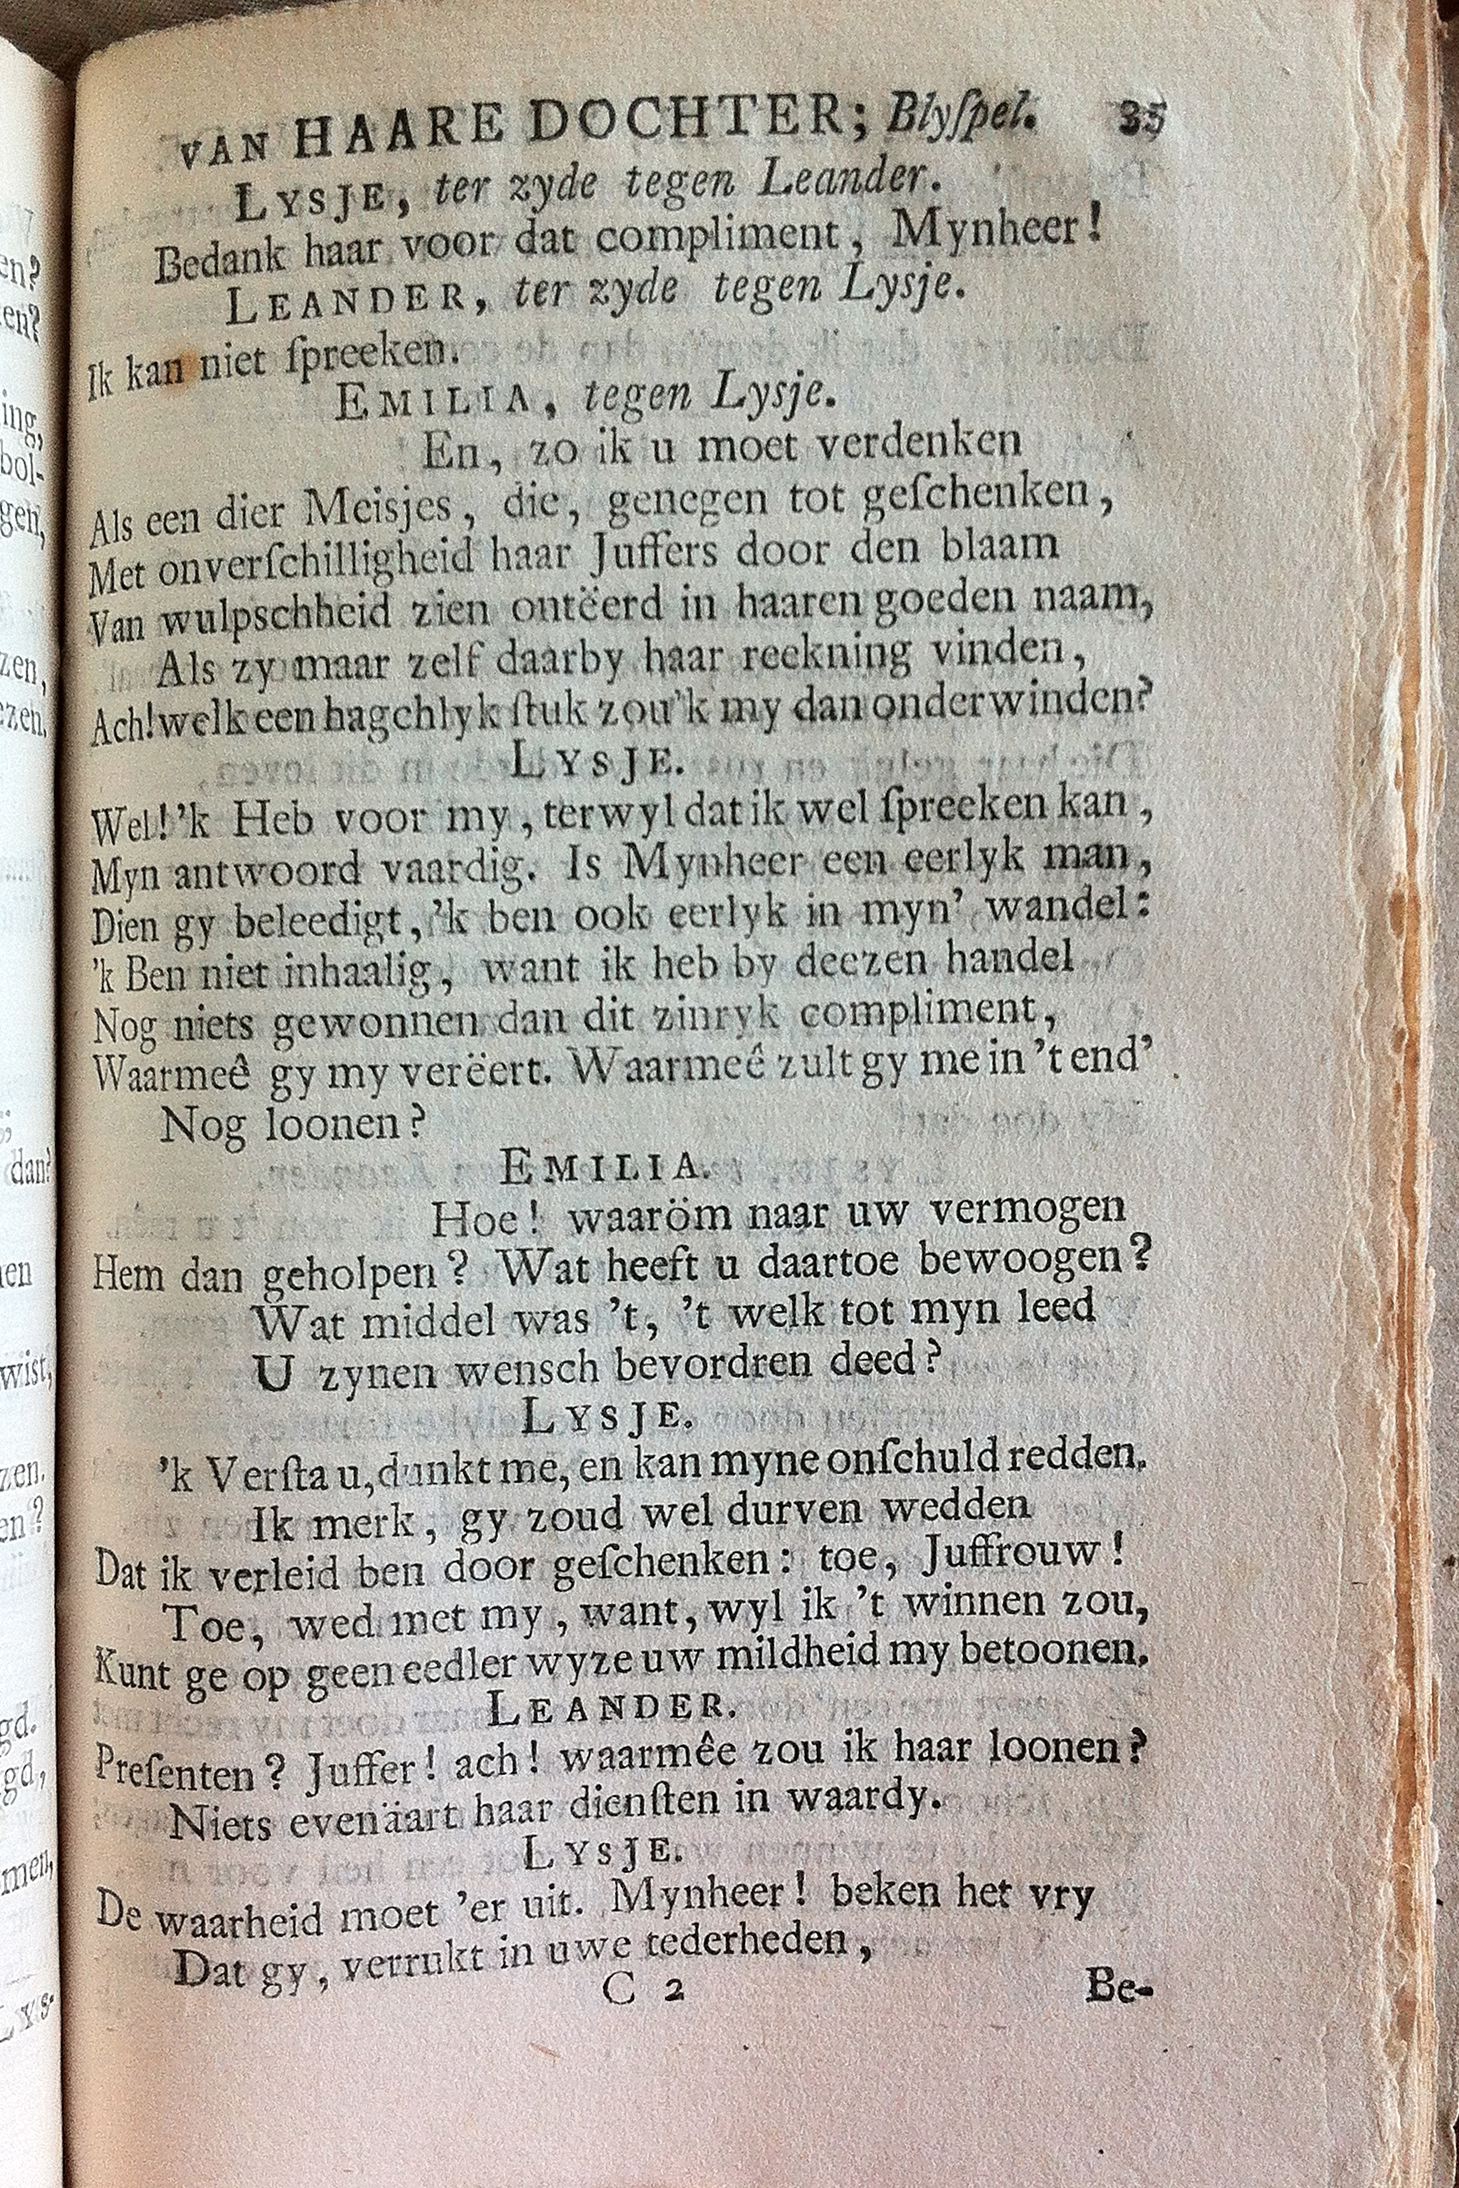 VAN HAARE DOCHTER; Blyſpel. 35
LYSJE, ter zyde tegen Leander.
Bedank haar voor dat compliment, Mynheer!
LEANDER, ter zyde tegen Lysje.
Ik kan niet ſpreeken.
EMILIA, tegen Lysje.
En, zo ik u moet verdenken
Als een dier Meisjes, die, genegen tot geſchenken,
Met onverſchilligheid haar Juffers door den blaam
Van wulpschheid zien ontëerd in haaren goeden naam,
Als zy maar zelf daarby haar reekning vinden,
Ach! welk een hagchlyk ſtuk zou'k my dan onderwinden?
LYSJE.
Wel! 'k Heb voor my, terwyl dat ik wel ſpreeken kan,
Myn antwoord vaardig. Is Mynheer een eerlyk man,
Dien gy beleedigt, 'k ben ook eerlyk in myn' wandel:
'k Ben niet inhaalig, want ik heb by deezen handel
Nog niets gewonnen dan dit zinryk compliment,
Waarmeê gy my verëert. Waarmeê zult gy me in 't end'
Nog loonen?
EMILIA.
Hoe! waaröm naar uw vermogen
Hem dan geholpen? Wat heeft u daartoe bewoogen?
Wat middel was 't, 't welk tot myn leed
U zynen wensch bevordren deed?
LYSJE.
'k Verſta u, dunkt me, en kan myne onſchuld redden.
Ik merk, gy zoud wel durven wedden
Dat ik verleid ben door geſchenken: toe, Juffrouw!
Toe, wed met my, want, wyl ik 't winnen zou,
Kunt ge op geen eedler wyze uw mildheid my betoonen.
LEANDER.
Preſenten? Juffer! ach! waarmêe zou ik haar loonen?
Niets evenäart haar dienſten in waardy.
LYSJE.
De waarheid moet 'er uit. Mynheer! beken het vry
Dat gy, verrukt in uwe tederheden,
C 2 Be-